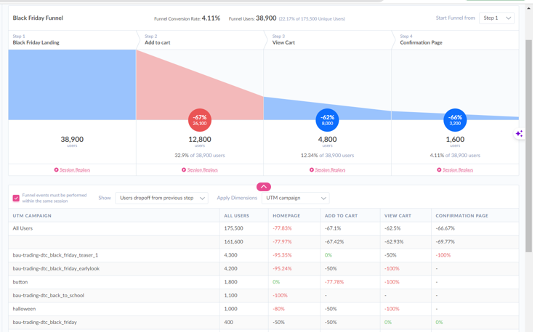 Black Friday Funnel
Funnel Conversion Rate: 4.11% Funnel Users: 38,900 (22.17% of 175,500 Unique Users)
Start Funnel from Step 1
Step 1
Black Friday Landing
Step 2
Add to cart
Step 3
View Cart
Step 4
Confirmation Page
-67%
26,100
-62%
8,000
-66%
3,200
38,900
users
12,800
users
4,800
users
1,600
users
32.9% of 38,900 users
12.34% of 38,900 users
4.11% of 38,900 users
Session Replays
Session Replays
Session Replays
Session Replays
Funnel events must be performed
within the same session
Show Users dropoff from previous step Apply Dimensions UTM campaign
UTM CAMPAIGN ALL USERS HOMEPAGE ADD TO CART VIEW CART CONFIRMATION PAGE
All Users 175,500 -77.83% -67.1% -62.5% -66.67%
161,600 -77.97% -67.42% -62.93% -69.77%
bau-trading-dtc_black_friday_teaser_1 4,300 -95.35% 0% -50% -100%
bau-trading-dtc_black_friday_earlylook 4,200 -95.24% -50% -100% -
button 1,800 0% -77.78% -100% -
bau-trading-dtc_back_to_school 1,100 -100% - - -
halloween 1,000 -80% -50% -100% -
bau-trading-dtc_black_friday 400 -50% -50% 0% 0%